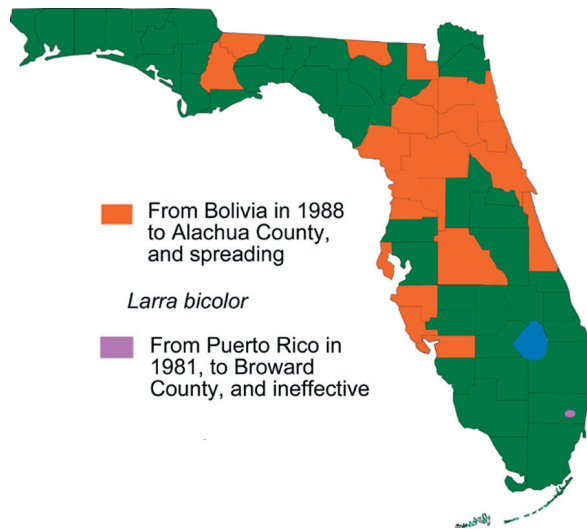 From Bolivia in 1988
to Alachua County,
and spreading
Larra bicolor
From Puerto Rico in
1981, to Broward
County, and ineffective